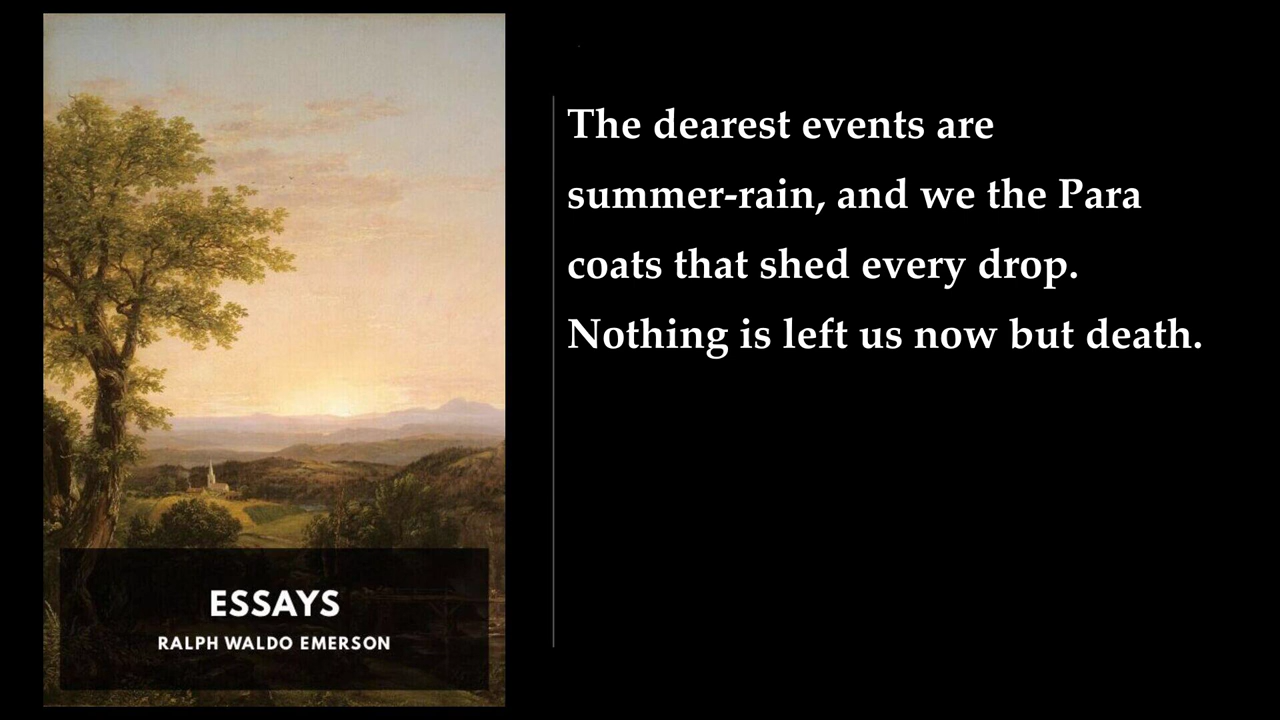 ESSAYS
RALPH WALDO EMERSON
The dearest events are
summer-rain, and we the Para
coats that shed every drop.
Nothing is left us now but death.